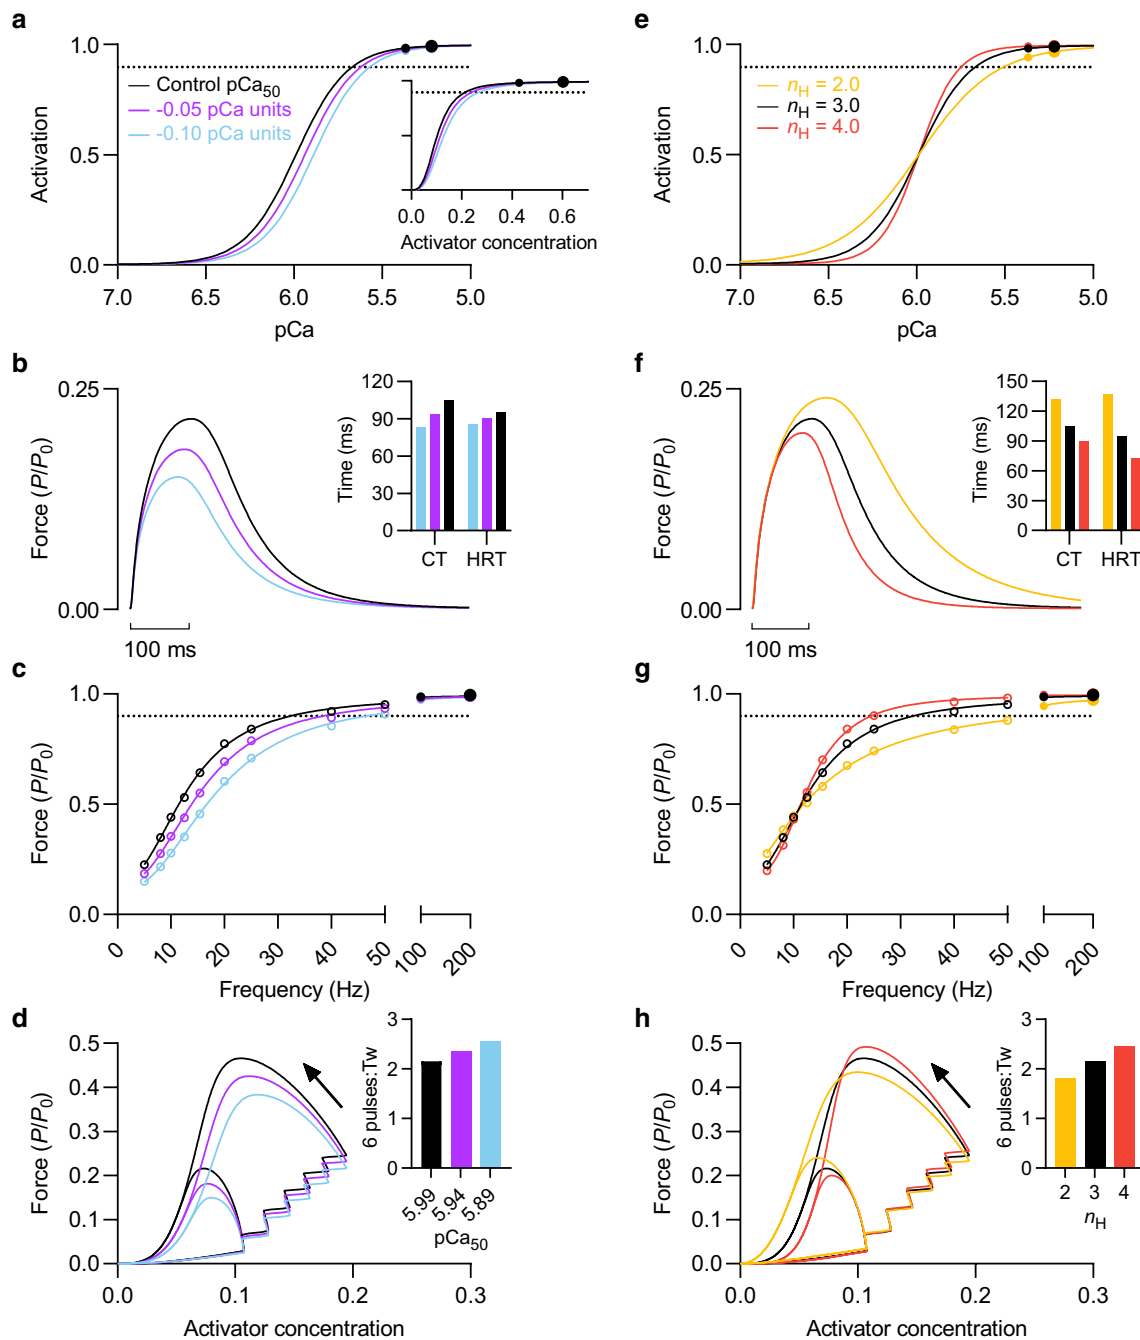 a
1.0
0.5
0.0
Activation
Control pCa50
-0.05 pCa units
-0.10 pCa units
0.0 0.2 0.4 0.6
Activator concentration
7.0 6.5 6.0 5.5 5.0
pCa
e
1.0
0.5
0.0
Activation
nH = 2.0
nH = 3.0
nH = 4.0
7.0 6.5 6.0 5.5 5.0
pCa
b
0.25
0.00
Force (P/P0)
100 ms
120
90
60
30
0
Time (ms)
CT HRT
f
0.25
0.00
Force (P/P0)
100 ms
150
120
90
60
30
0
Time (ms)
CT HRT
c
1.0
0.5
0.0
Force (P/P0)
0 10 20 30 40 50 100 200
Frequency (Hz)
g
1.0
0.5
0.0
Force (P/P0)
0 10 20 30 40 50 100 200
Frequency (Hz)
d
0.5
0.4
0.3
0.2
0.1
0.0
Force (P/P0)
3
2
1
0
6 pulses:Tw
5.99 5.94 5.89
pCa50
0.0 0.1 0.2 0.3
Activator concentration
h
0.5
0.4
0.3
0.2
0.1
0.0
Force (P/P0)
3
2
1
0
6 pulses:Tw
2 3 4
nH
0.0 0.1 0.2 0.3
Activator concentration